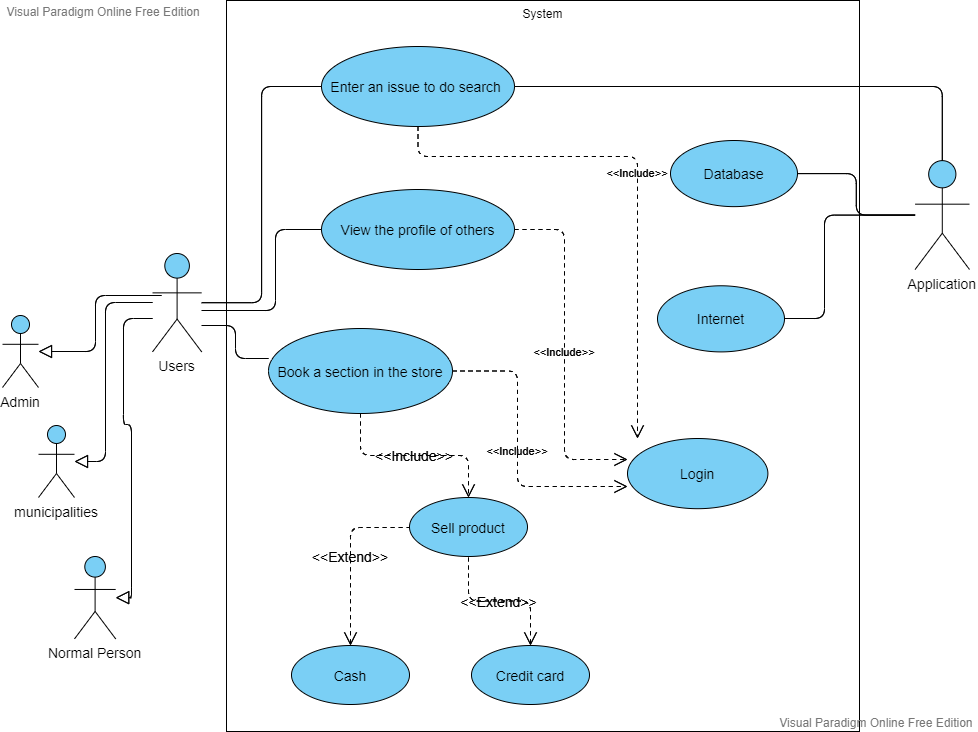 Visual Paradigm Online Free Edition
System
Enter an issue to do search
<<Include>>
Database
View the profile of others
Application
Internet
Users
<<Include>>
Book a section in the store
Admin
<<Include>>
<<Include>>
Login
municipalities
Sell product
<<Extend>>
<<Extend>>
Normal Person
Cash
Credit card
Visual Paradigm Online Free Edition